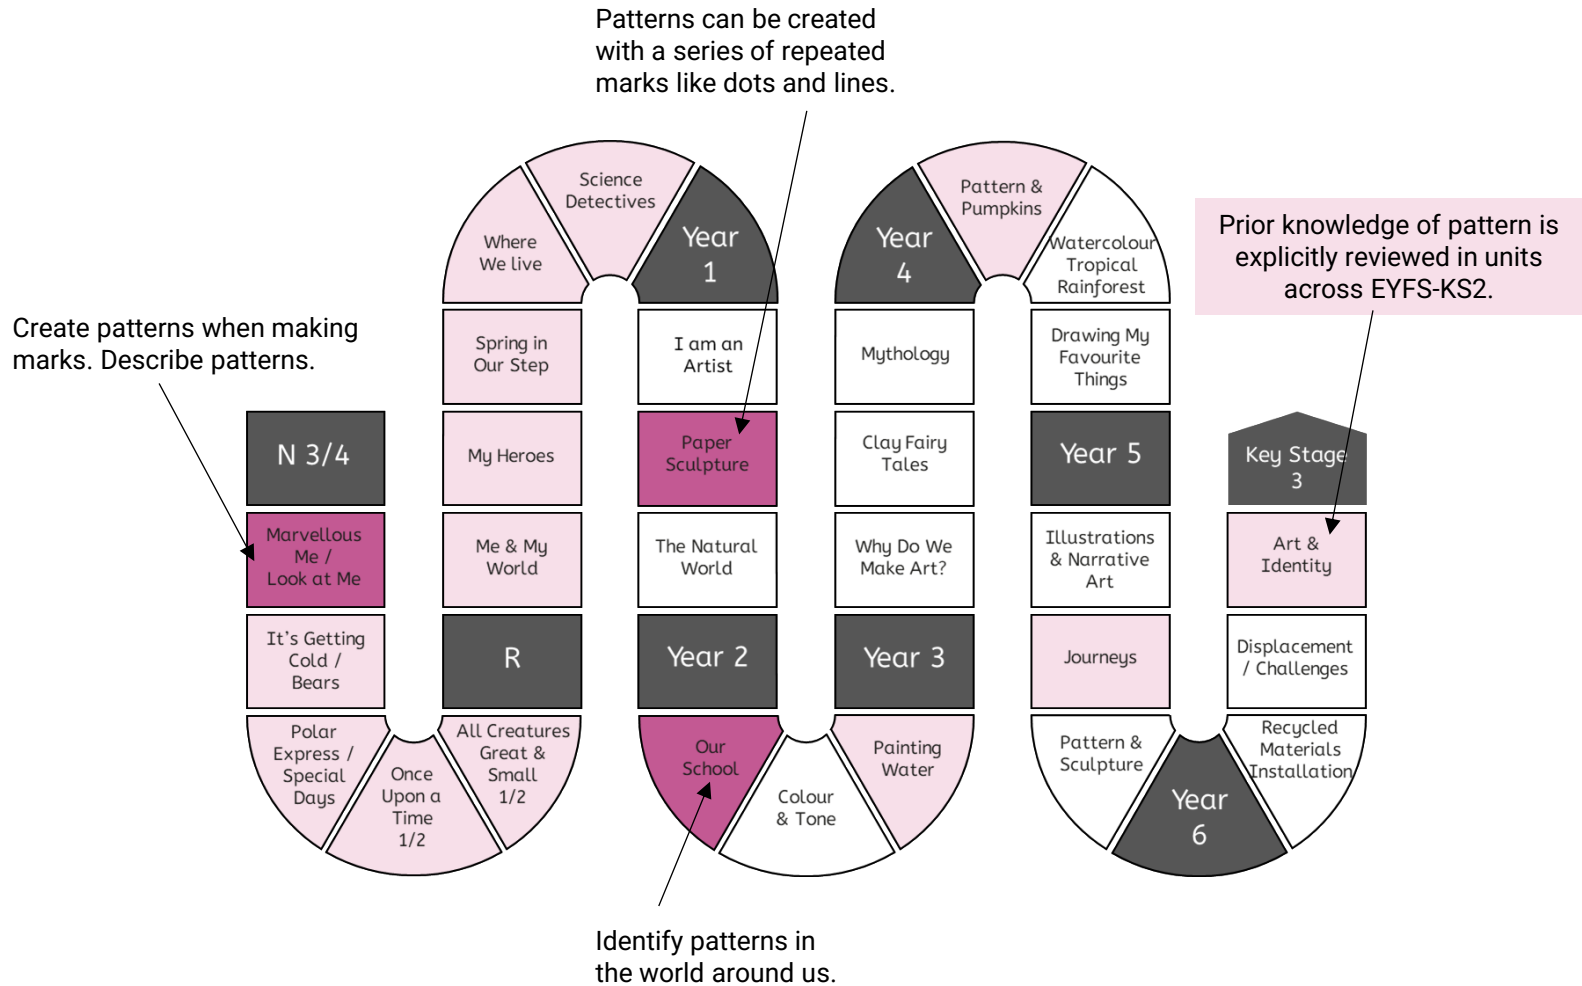 Patterns can be created
with a series of repeated
marks like dots and lines.
Create patterns when making
marks. Describe patterns.
N 3/4
Marvellous
Me /
Look at Me
It's Getting
Cold /
Bears
Polar
Express /
Special
Days
Once
Upon a
Time
1/2
All Creatures
Great &
Small
1/2
R
Me & My
World
My Heroes
Spring in
Our Step
Where
We live
Science
Detectives
Year
1
I am an
Artist
Paper
Sculpture
The Natural
World
Year 2
Our
School
Colour
& Tone
Painting
Water
Year 3
Why Do We
Make Art?
Clay Fairy
Tales
Mythology
Year
4
Pattern &
Pumpkins
Watercolour
Tropical
Rainforest
Drawing My
Favourite
Things
Year 5
Illustrations
& Narrative
Art
Journeys
Pattern &
Sculpture
Year
6
Recycled
Materials
Installation
Displacement
/ Challenges
Art &
Identity
Key Stage
3
Prior knowledge of pattern is
explicitly reviewed in units
across EYFS-KS2.
Identify patterns in
the world around us.